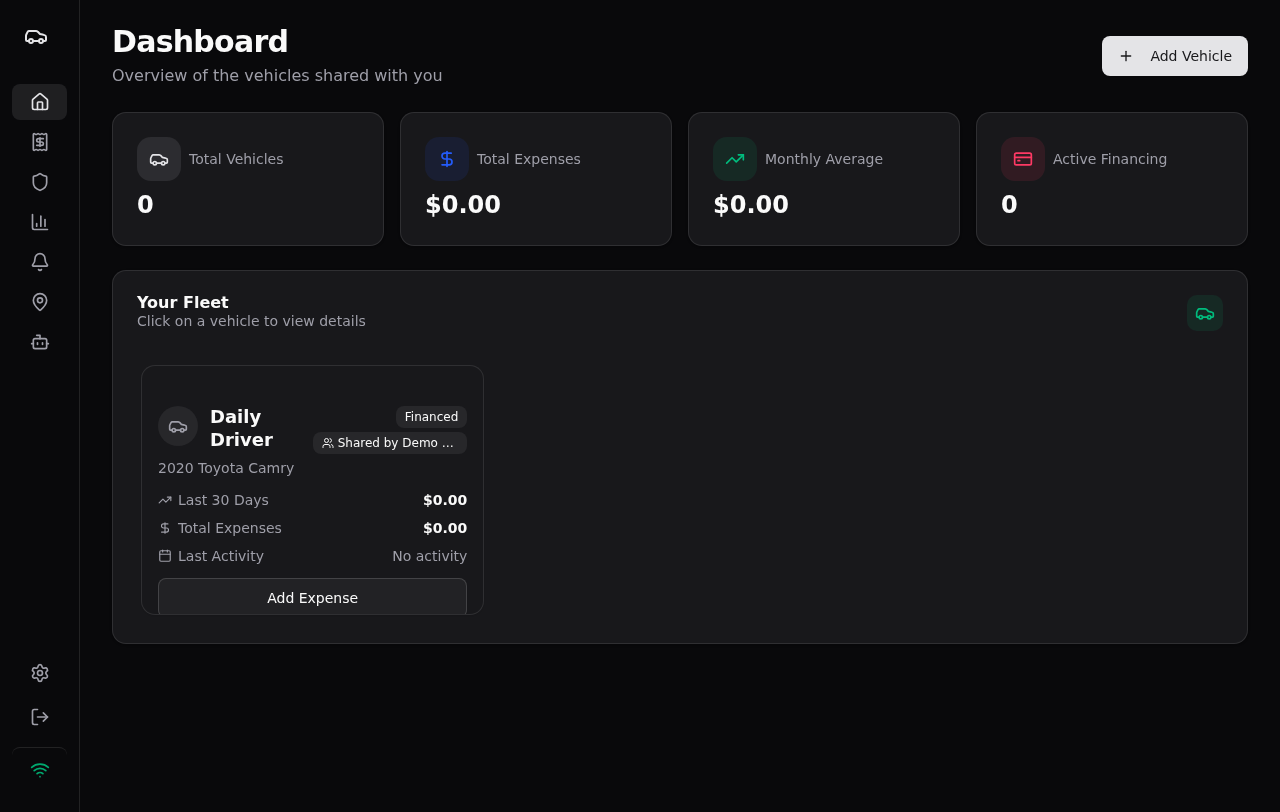 Dashboard
Overview of the vehicles shared with you
Add Vehicle
Total Vehicles
0
Total Expenses
$0.00
Monthly Average
$0.00
Active Financing
0
Your Fleet
Click on a vehicle to view details
Daily
Driver
Financed
Shared by Demo ...
2020 Toyota Camry
Last 30 Days $0.00
Total Expenses $0.00
Last Activity No activity
Add Expense